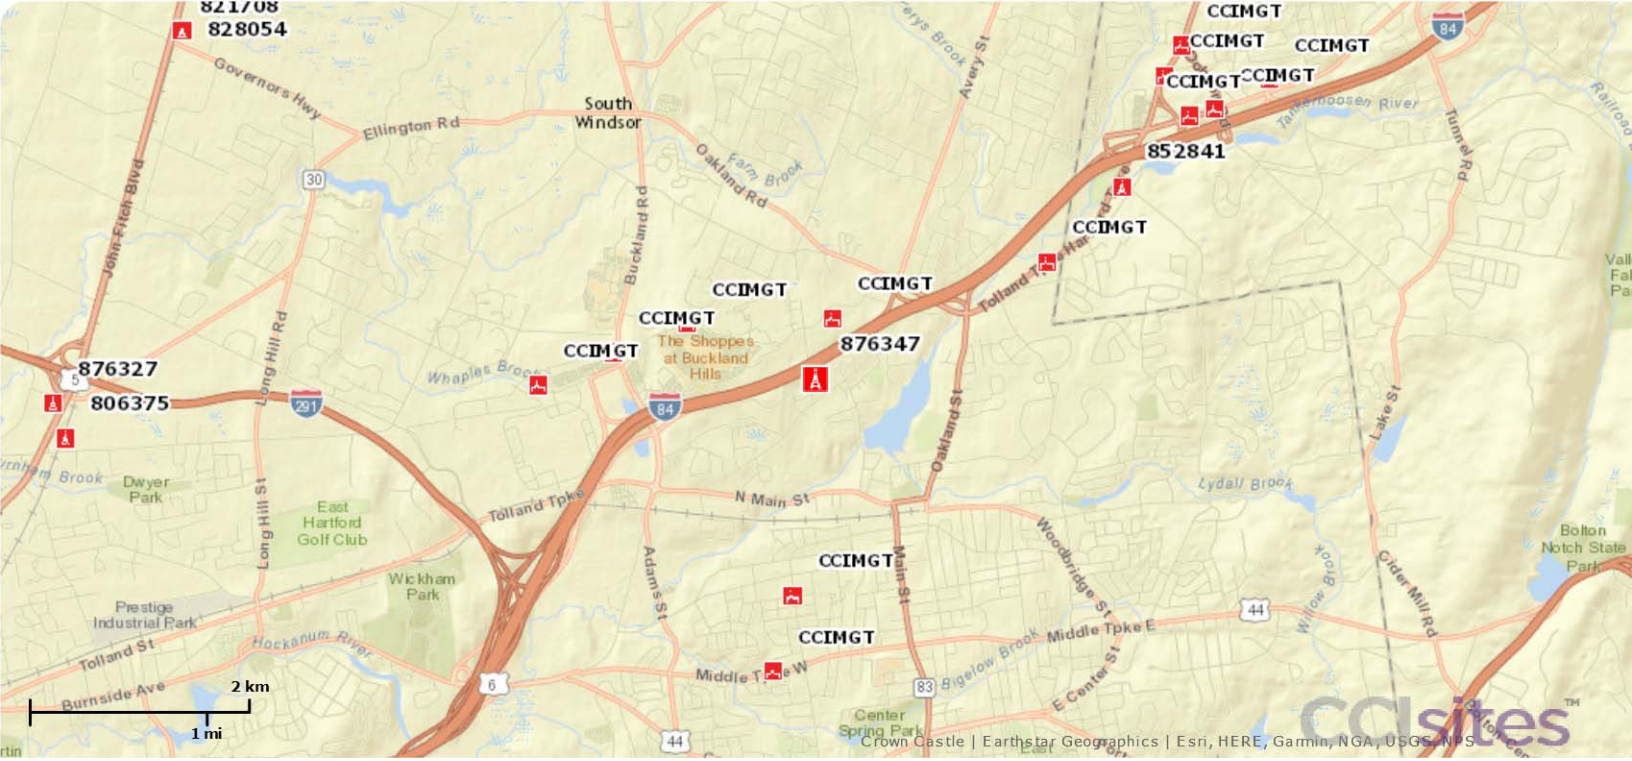 821708
828054
CCIMGT
CCIMGT
CCIMGT
84
CCIMGT
CCIMGT
Governors Hwy
Ellington Rd
South
Windsor
Avery St
Tankerhoosen River
Tunnel Rd
Railroad
852841
Oakland Rd
Farm Brook
30
John Fitch Blvd
Buckland Rd
CCIMGT
Tolland Tpke
CCIMGT
CCIMGT
CCIMGT
The Shoppes
at Buckland
Hills
876347
CCIMGT
Whaples Brook
876327
5
806375
291
84
Long Hill Rd
Oakland St
Lake St
Dwyer
Park
East
Hartford
Golf Club
Long Hill St
Tolland Tpke
N Main St
Lydall Brook
Bolton
Notch State
Park
Adams St
CCIMGT
Main St
Woodbridge St
Willow Brook
Cider Mill Rd
Wickham
Park
Prestige
Industrial Park
44
CCIMGT
Middle Tpke E
Tolland St
Hockanum River
Middle Tpke W
Bigelow Brook
E Center St
Burnside Ave
2 km
1 mi
6
83
44
Center
Spring Park
CCIsites™
Crown Castle | Earthstar Geographics | Esri, HERE, Garmin, NGA, USGS, NPS